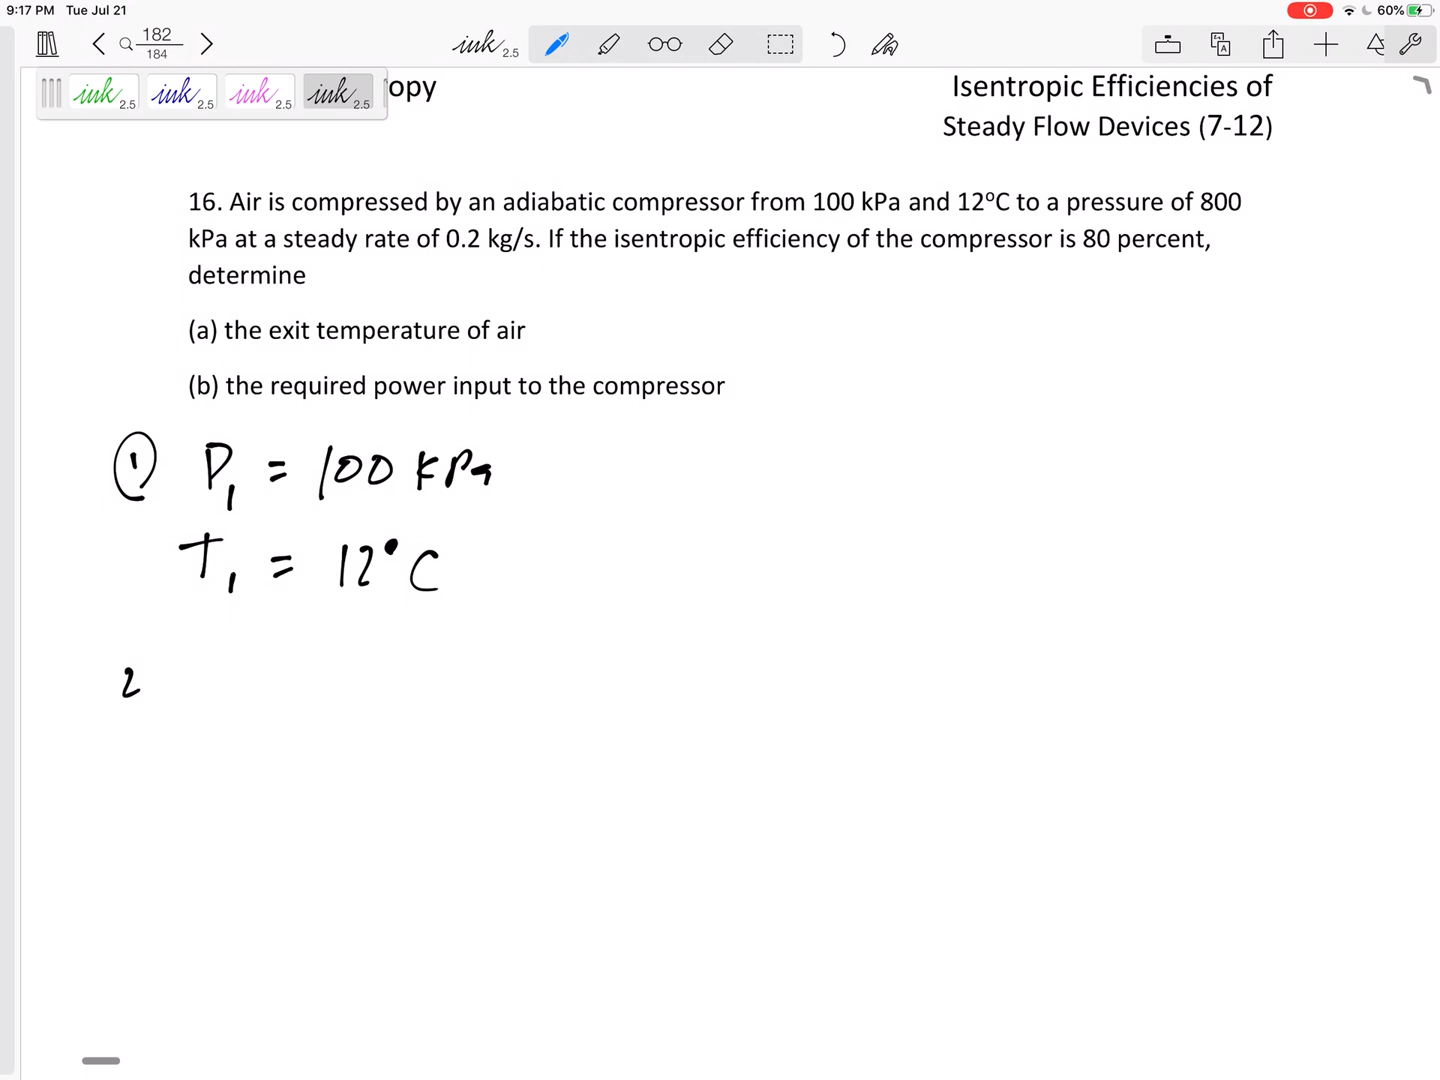 9:17 PM Tue Jul 21
60%
182
184
ink 2.5
ink 2.5 ink 2.5 ink 2.5 ink 2.5
opy
Isentropic Efficiencies of
Steady Flow Devices (7-12)
16. Air is compressed by an adiabatic compressor from 100 kPa and 12°C to a pressure of 800
kPa at a steady rate of 0.2 kg/s. If the isentropic efficiency of the compressor is 80 percent,
determine
(a) the exit temperature of air
(b) the required power input to the compressor
① P₁ = 100 kPa
T₁ = 12°C
2